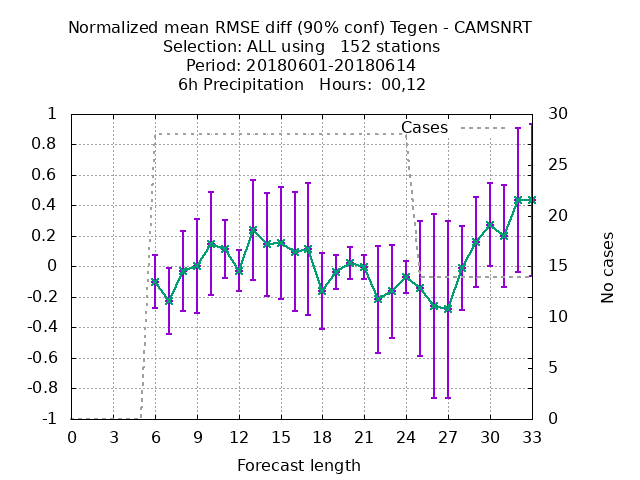 Normalized mean RMSE diff (90% conf) Tegen - CAMSNRT
Selection: ALL using   152 stations
Period: 20180601-20180614
6h Precipitation   Hours:  00,12
Cases
1
0.8
0.6
0.4
0.2
0
-0.2
-0.4
-0.6
-0.8
-1
30
25
20
15
10
5
0
No cases
0 3 6 9 12 15 18 21 24 27 30 33
Forecast length